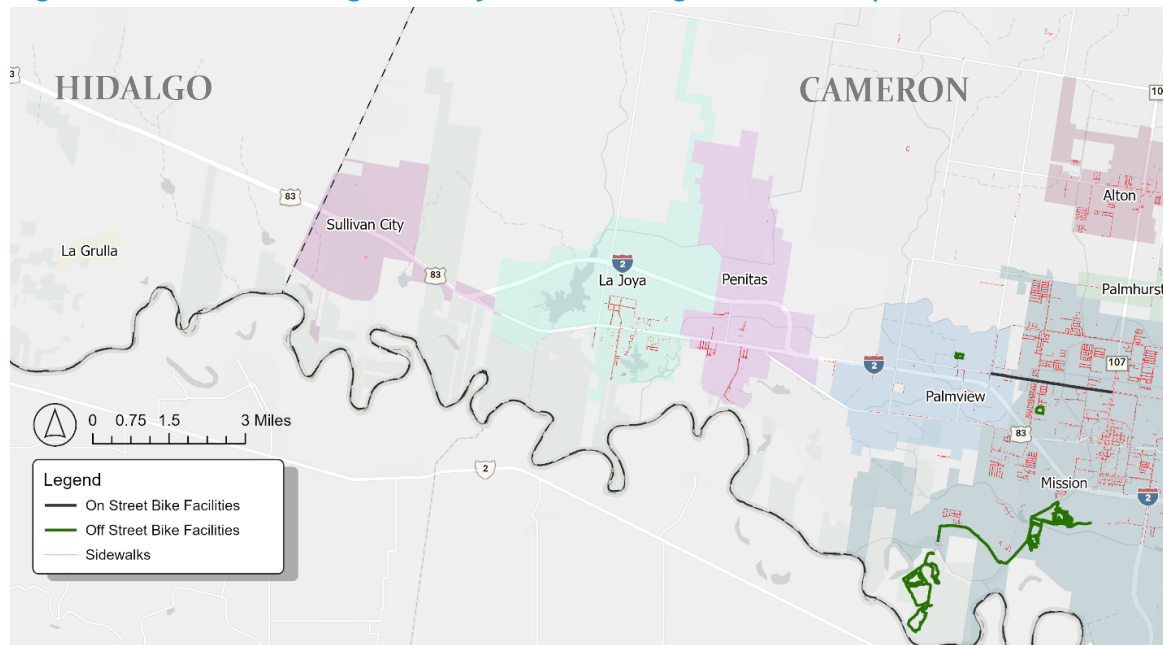 HIDALGO
CAMERON
83
Alton
83
Sullivan City
La Grulla
2
83
La Joya
Penitas
Palmhurst
107
2
Palmview
83
0 0.75 1.5 3 Miles
2
Mission
2
Legend
On Street Bike Facilities
Off Street Bike Facilities
Sidewalks